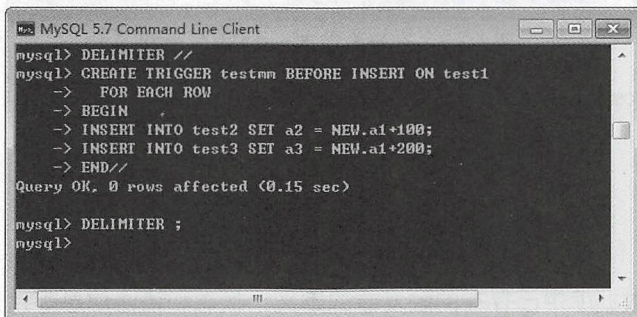 MySQL 5.7 Command Line Client
mysql> DELIMITER //
mysql> CREATE TRIGGER testmm BEFORE INSERT ON test1
    ->   FOR EACH ROW
    -> BEGIN
    -> INSERT INTO test2 SET a2 = NEW.a1+100;
    -> INSERT INTO test3 SET a3 = NEW.a1+200;
    -> END//
Query OK, 0 rows affected (0.15 sec)
mysql> DELIMITER ;
mysql>